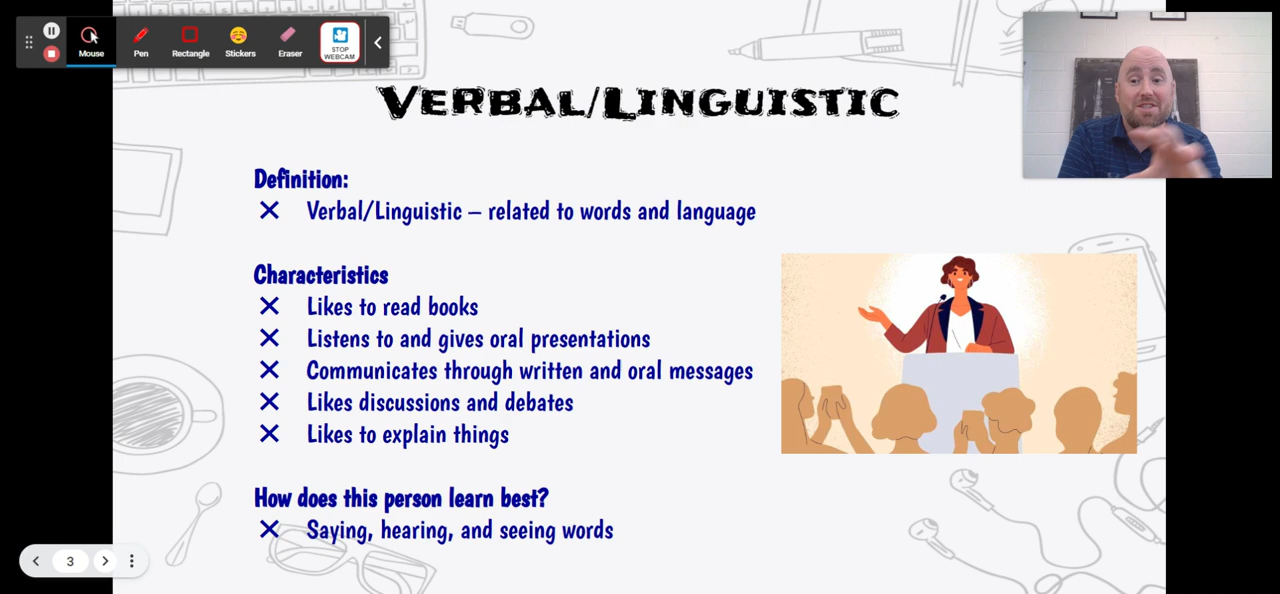 Mouse
Pen
Rectangle
Stickers
Eraser
STOP
WEBCAM
VERBAL/LINGUISTIC
Definition:
Verbal/Linguistic – related to words and language
Characteristics
Likes to read books
Listens to and gives oral presentations
Communicates through written and oral messages
Likes discussions and debates
Likes to explain things
How does this person learn best?
Saying, hearing, and seeing words
3